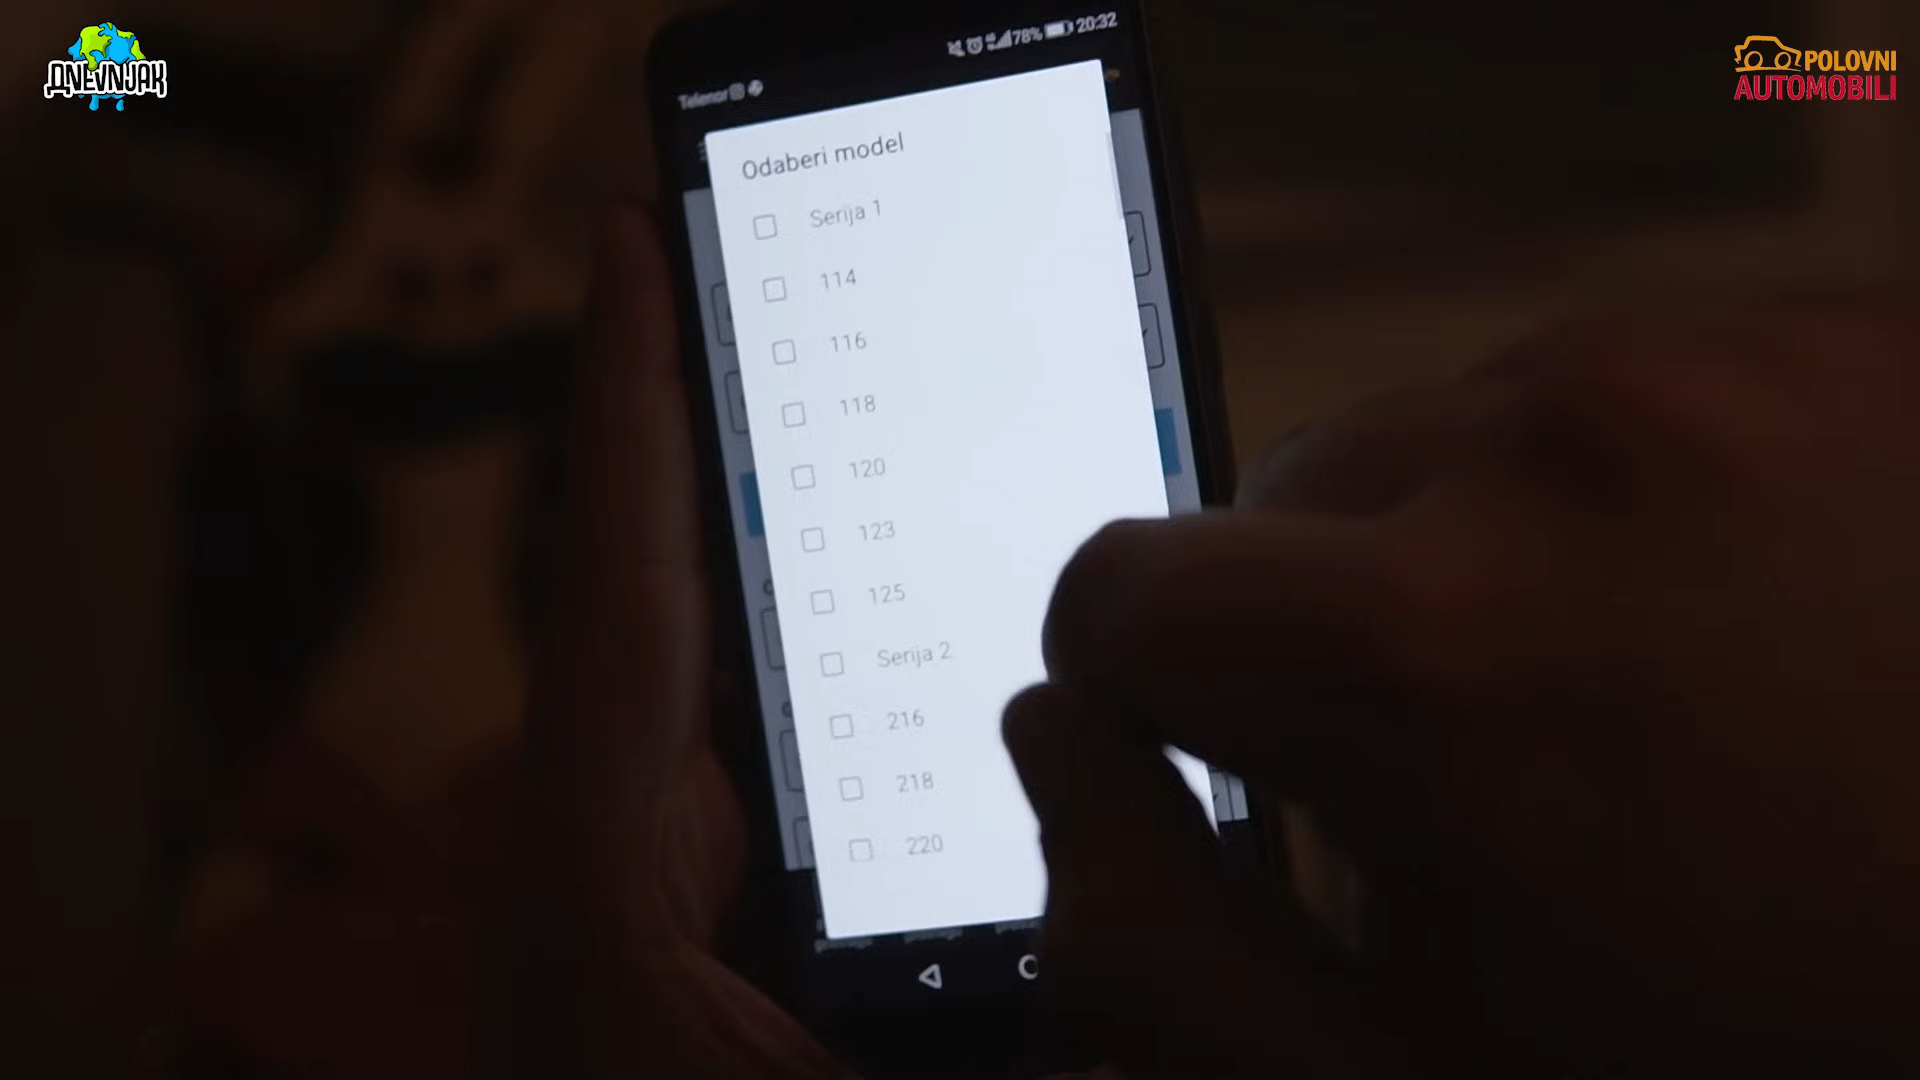 DNEVNJAK
POLOVNI
AUTOMOBILI
Telenor
78% 20:32
Odaberi model
Serija 1
114
116
118
120
123
125
Serija 2
216
218
220